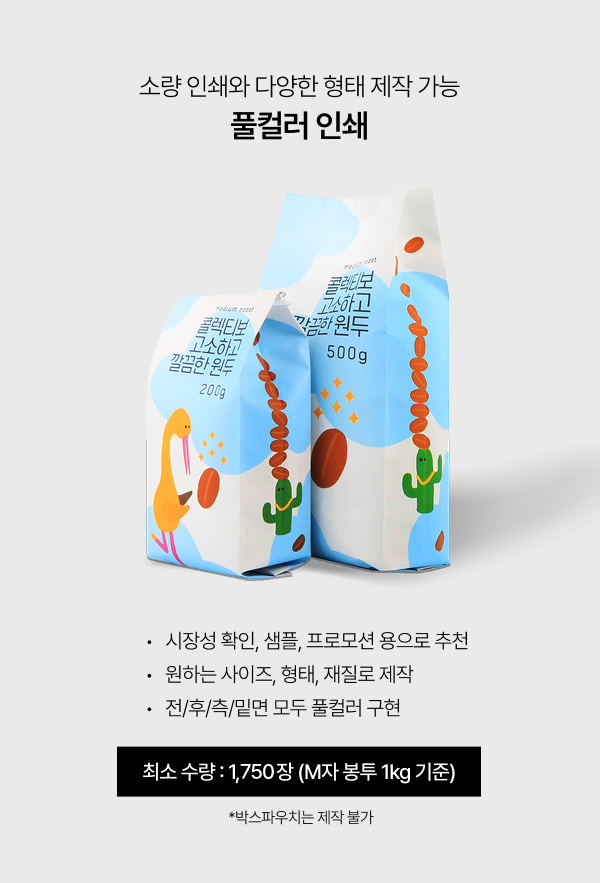 소량 인쇄와 다양한 형태 제작 가능
풀컬러 인쇄
medium roast
콜렉티보
고소하고
깔끔한 원두
500g
medium roast
콜렉티보
고소하고
깔끔한 원두
200g
• 시장성 확인, 샘플, 프로모션 용으로 추천
• 원하는 사이즈, 형태, 재질로 제작
• 전/후/측/밑면 모두 풀컬러 구현
최소 수량 : 1,750장 (M자 봉투 1kg 기준)
*박스파우치는 제작 불가